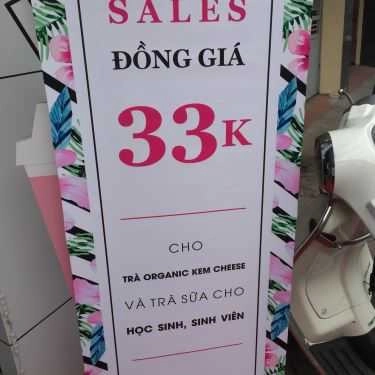 SALES
ĐỒNG GIÁ
33K
CHO
TRÀ ORGANIC KEM CHEESE
VÀ TRÀ SỮA CHO
HỌC SINH, SINH VIÊN